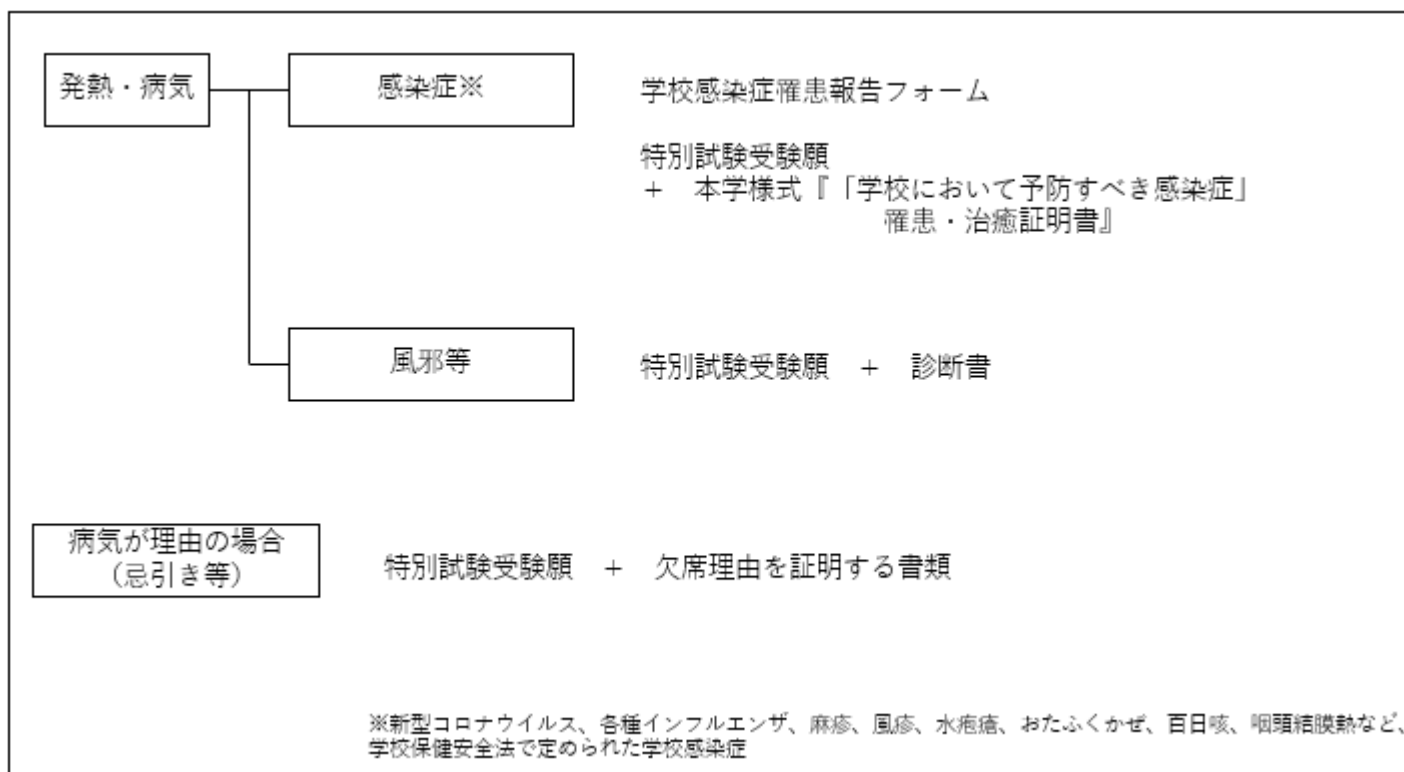 発熱・病気
感染症※
学校感染症罹患報告フォーム
特別試験受験願
+ 本学様式『「学校において予防すべき感染症」
罹患・治癒証明書』
風邪等
特別試験受験願 + 診断書
病気が理由の場合
(忌引き等)
特別試験受験願 + 欠席理由を証明する書類
※新型コロナウイルス、各種インフルエンザ、麻疹、風疹、水疱瘡、おたふくかぜ、百日咳、咽頭結膜熱など、
学校保健安全法で定められた学校感染症